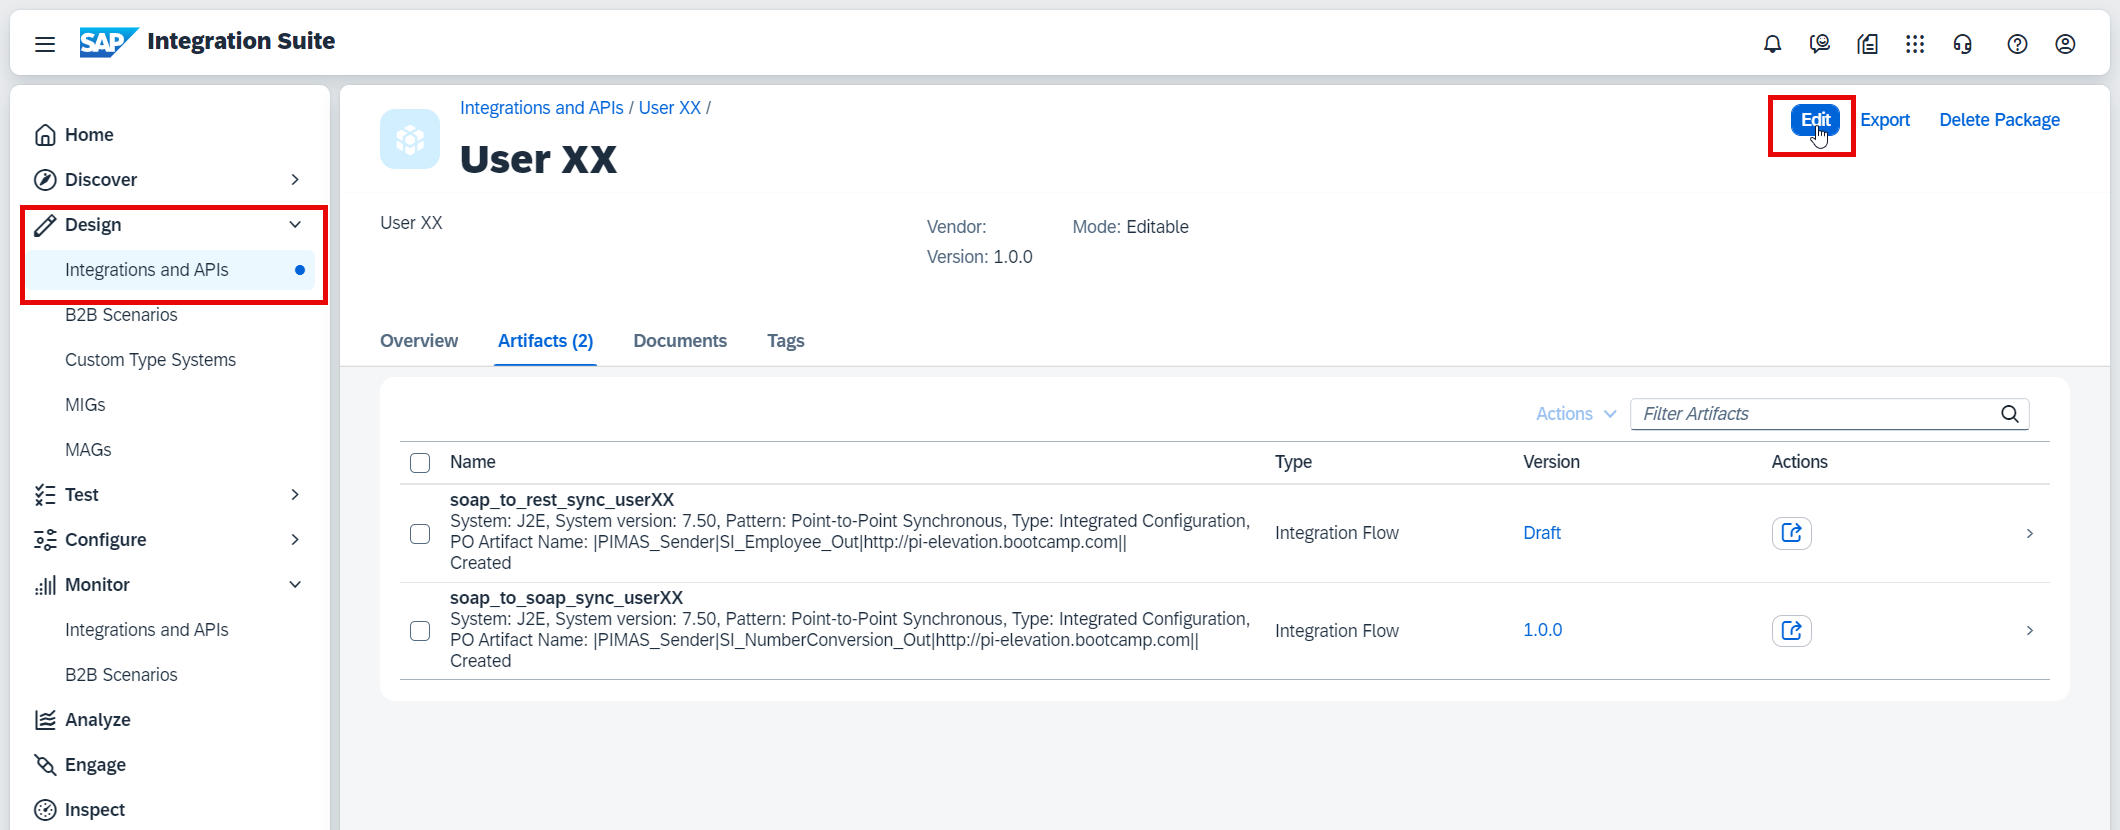 SAP Integration Suite
Home
Discover
Design
Integrations and APIs
B2B Scenarios
Custom Type Systems
MIGs
MAGs
Test
Configure
Monitor
Integrations and APIs
B2B Scenarios
Analyze
Engage
Inspect
Integrations and APIs / User XX /
User XX
Edit Export Delete Package
User XX
Vendor: Mode: Editable
Version: 1.0.0
Overview Artifacts (2) Documents Tags
Actions Filter Artifacts
Name Type Version Actions
soap_to_rest_sync_userXX
System: J2E, System version: 7.50, Pattern: Point-to-Point Synchronous, Type: Integrated Configuration,
PO Artifact Name: |PIMAS_Sender|SI_Employee_Out|http://pi-elevation.bootcamp.com||
Created
Integration Flow Draft
soap_to_soap_sync_userXX
System: J2E, System version: 7.50, Pattern: Point-to-Point Synchronous, Type: Integrated Configuration,
PO Artifact Name: |PIMAS_Sender|SI_NumberConversion_Out|http://pi-elevation.bootcamp.com||
Created
Integration Flow 1.0.0